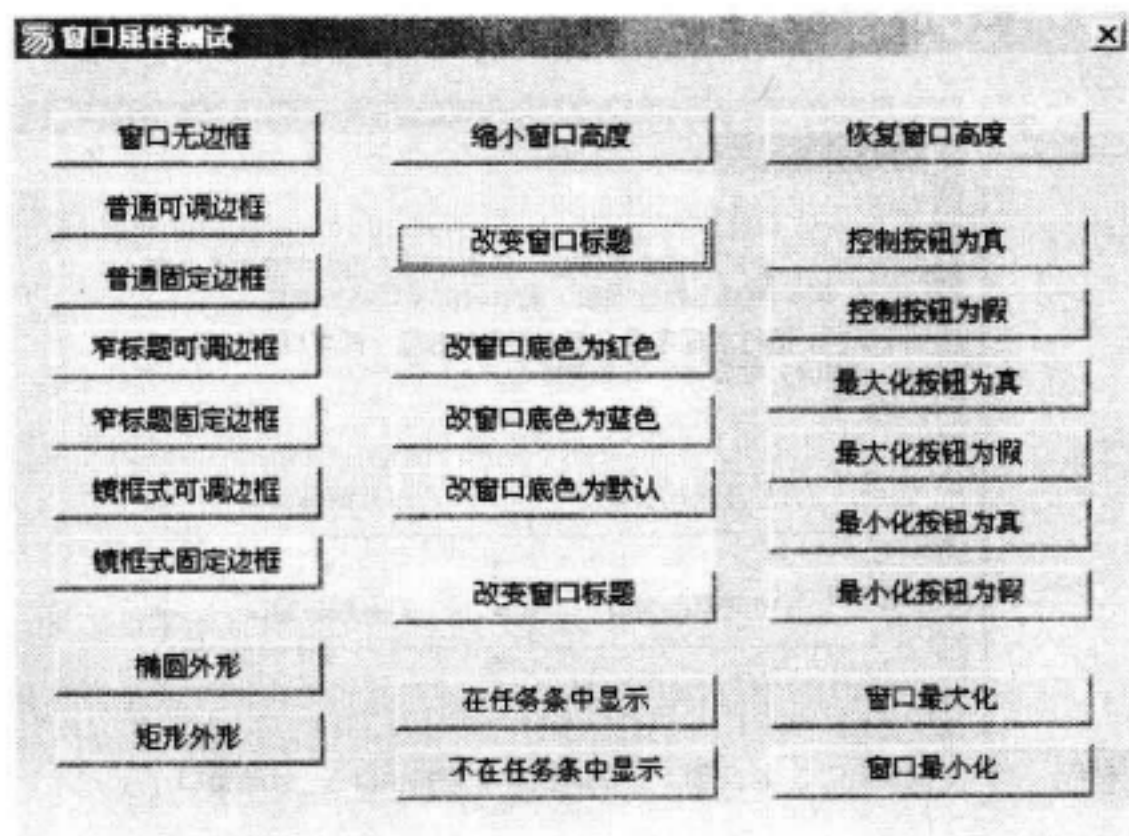 窗口属性测试
窗口无边框
普通可调边框
普通固定边框
窄标题可调边框
窄标题固定边框
镜框式可调边框
镜框式固定边框
椭圆外形
矩形外形
缩小窗口高度
改变窗口标题
改窗口底色为红色
改窗口底色为蓝色
改窗口底色为默认
改变窗口标题
在任务条中显示
不在任务条中显示
恢复窗口高度
控制按钮为真
控制按钮为假
最大化按钮为真
最大化按钮为假
最小化按钮为真
最小化按钮为假
窗口最大化
窗口最小化